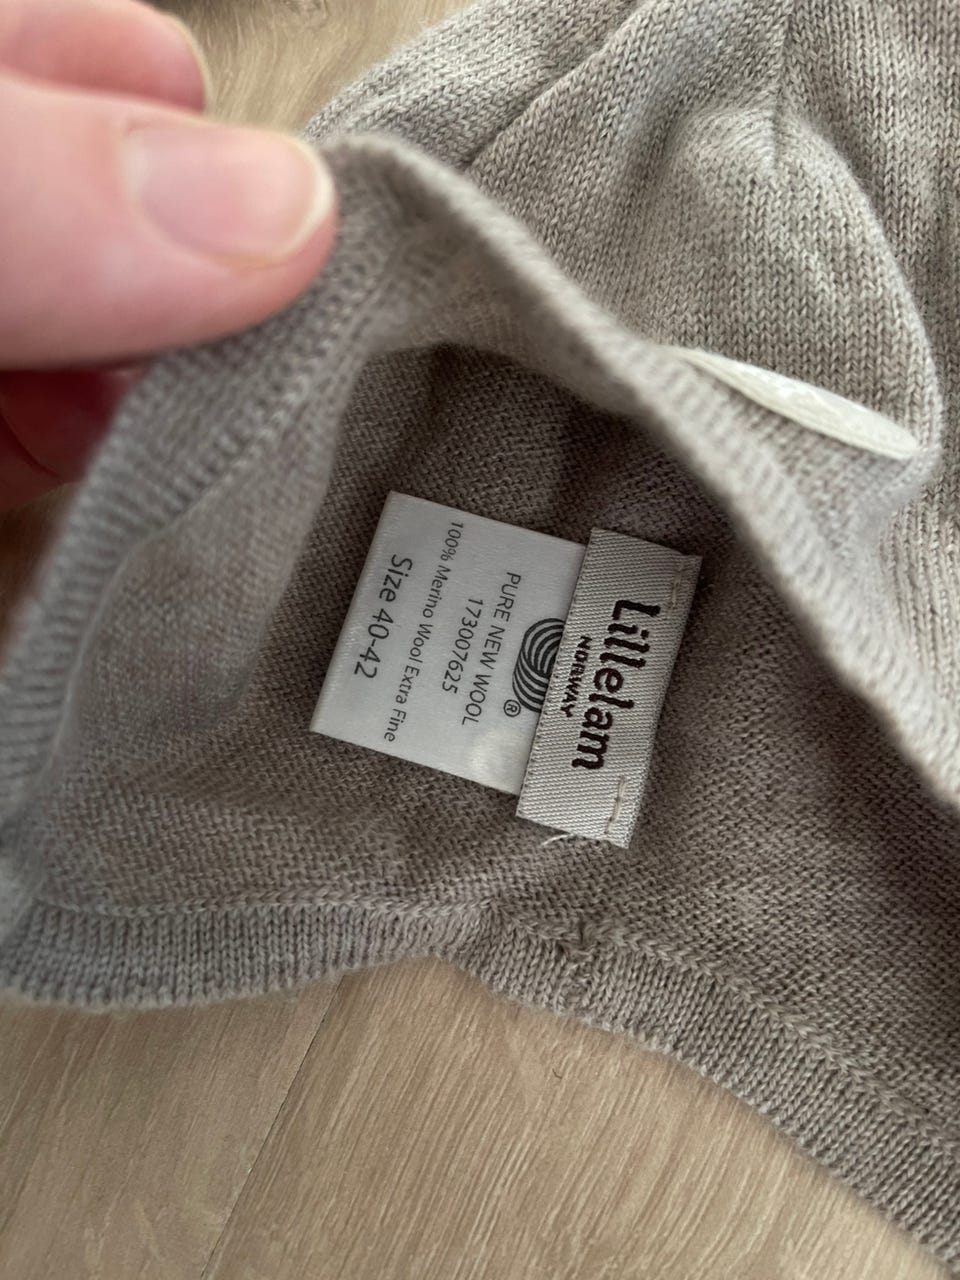 Lillelam
NORWAY
®
PURE NEW WOOL
173007625
100% Merino Wool Extra Fine
Size 40-42